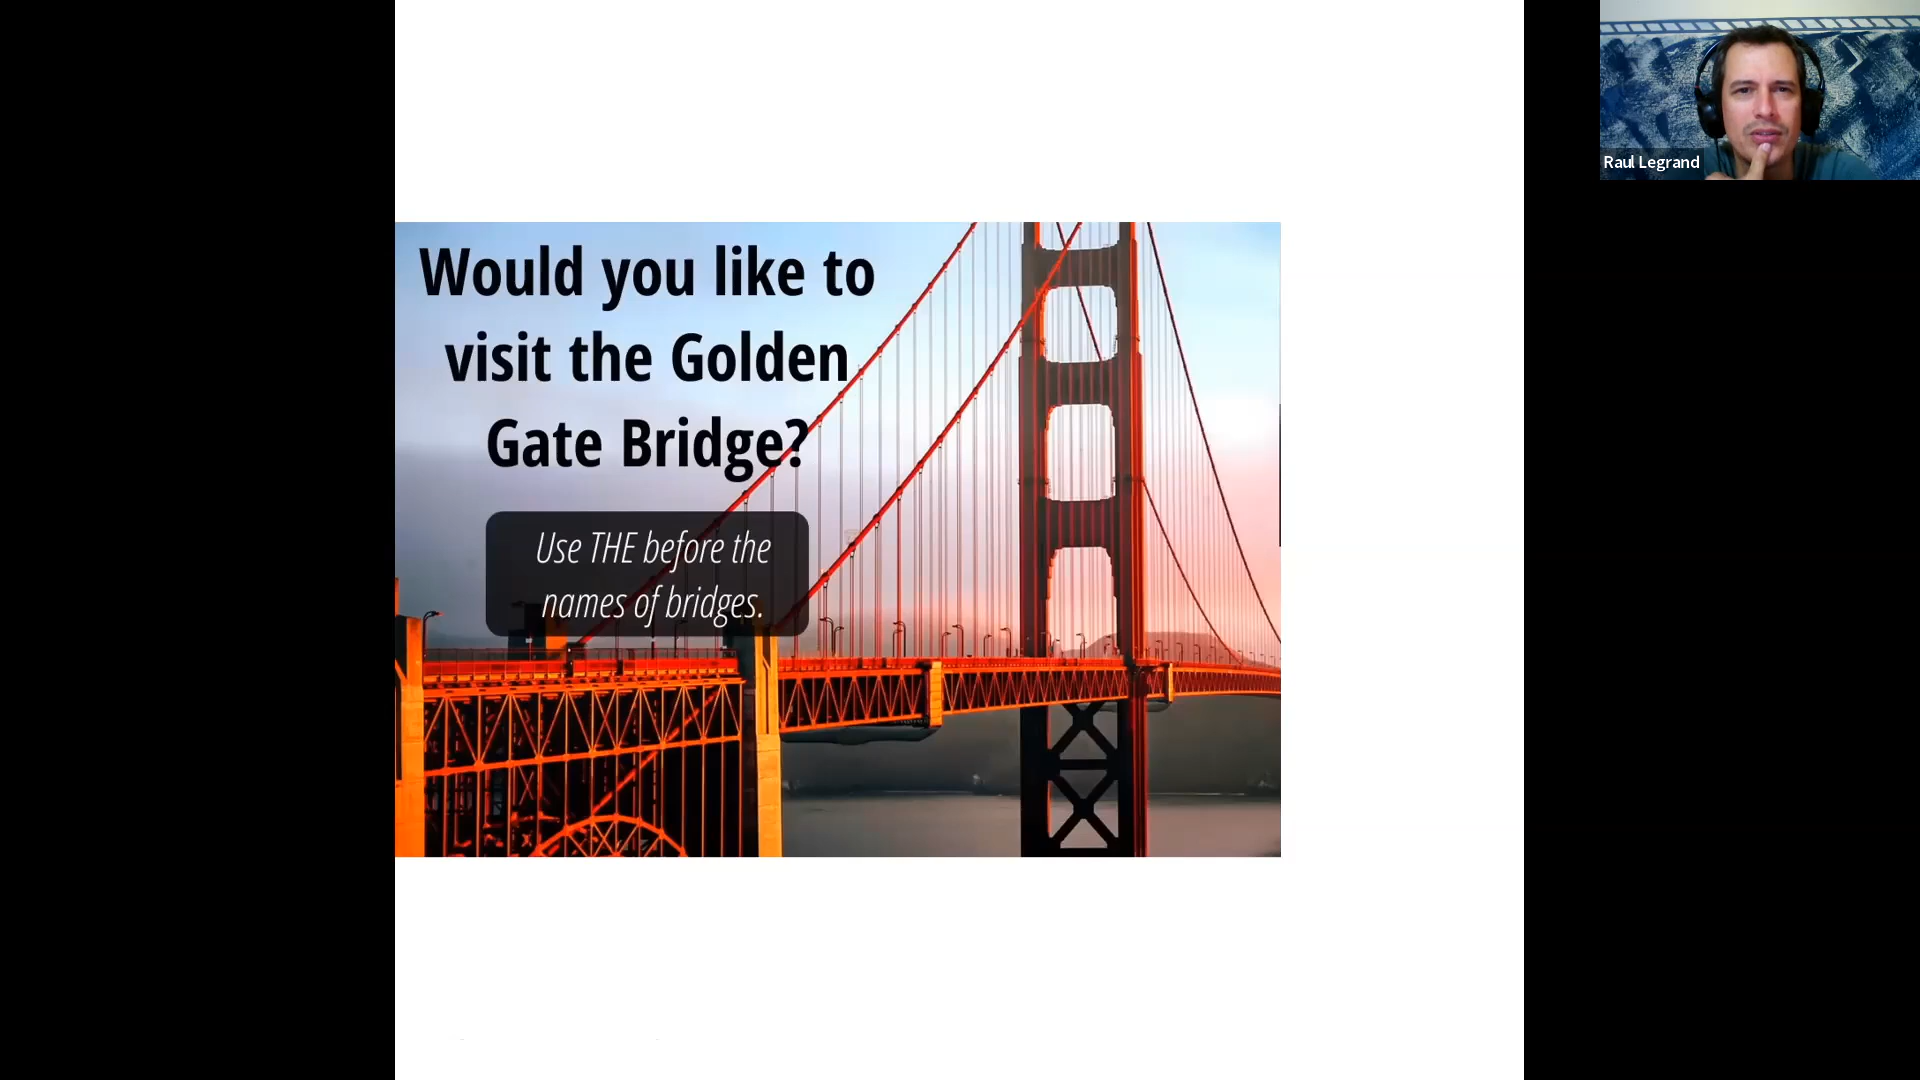 Would you like to
visit the Golden
Gate Bridge?
Use THE before the
names of bridges.
Raul Legrand